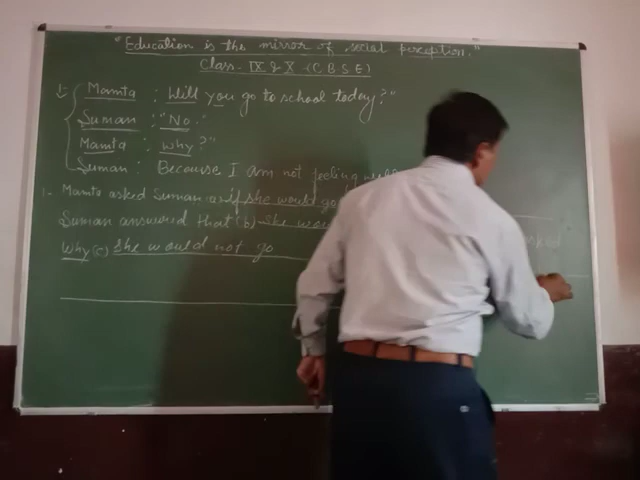 "Education is the mirror of social perception."
Class- IX & X -(C B S E)
1- Mamta : Will you go to school today?"
Suman : "No."
Mamta : Why?"
Suman : Because I am not feeling well
1- Mamta asked Suman (a) if she would go
Suman answered that (b) she
Why (c) she would not go